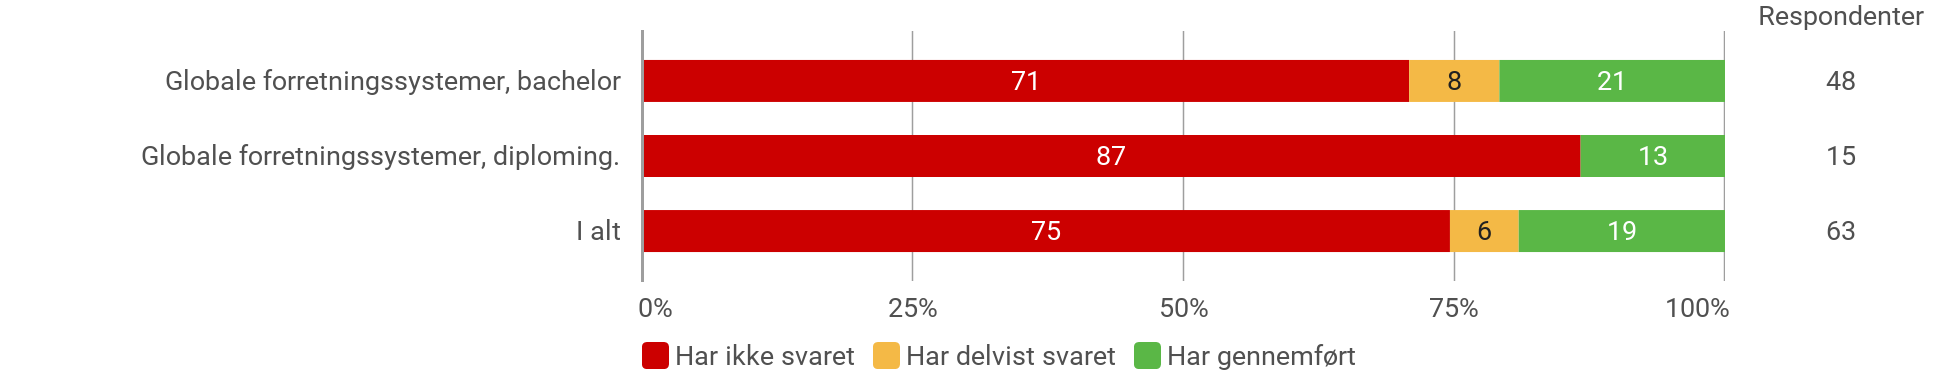 Respondenter
Globale forretningssystemer, bachelor 71 8 21 48
Globale forretningssystemer, diploming. 87 13 15
I alt 75 6 19 63
0% 25% 50% 75% 100%
Har ikke svaret Har delvist svaret Har gennemført